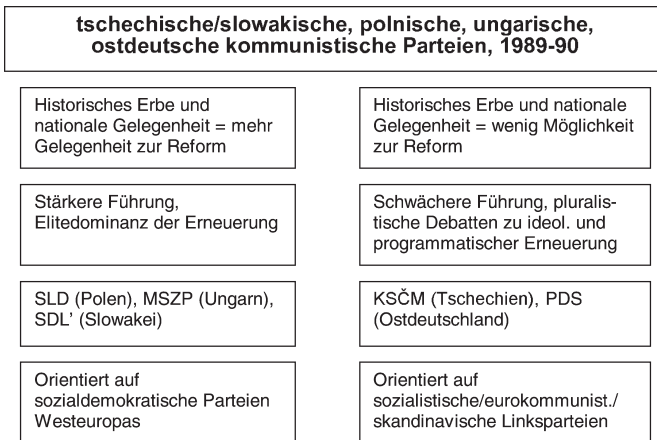 tschechische/slowakische, polnische, ungarische,
ostdeutsche kommunistische Parteien, 1989-90
Historisches Erbe und
nationale Gelegenheit = mehr
Gelegenheit zur Reform
Historisches Erbe und nationale
Gelegenheit = wenig Möglichkeit
zur Reform
Stärkere Führung,
Elitedominanz der Erneuerung
Schwächere Führung, pluralis-
tische Debatten zu ideol. und
programmatischer Erneuerung
SLD (Polen), MSZP (Ungarn),
SDL’ (Slowakei)
KSČM (Tschechien), PDS
(Ostdeutschland)
Orientiert auf
sozialdemokratische Parteien
Westeuropas
Orientiert auf
sozialistische/eurokommunist./
skandinavische Linksparteien